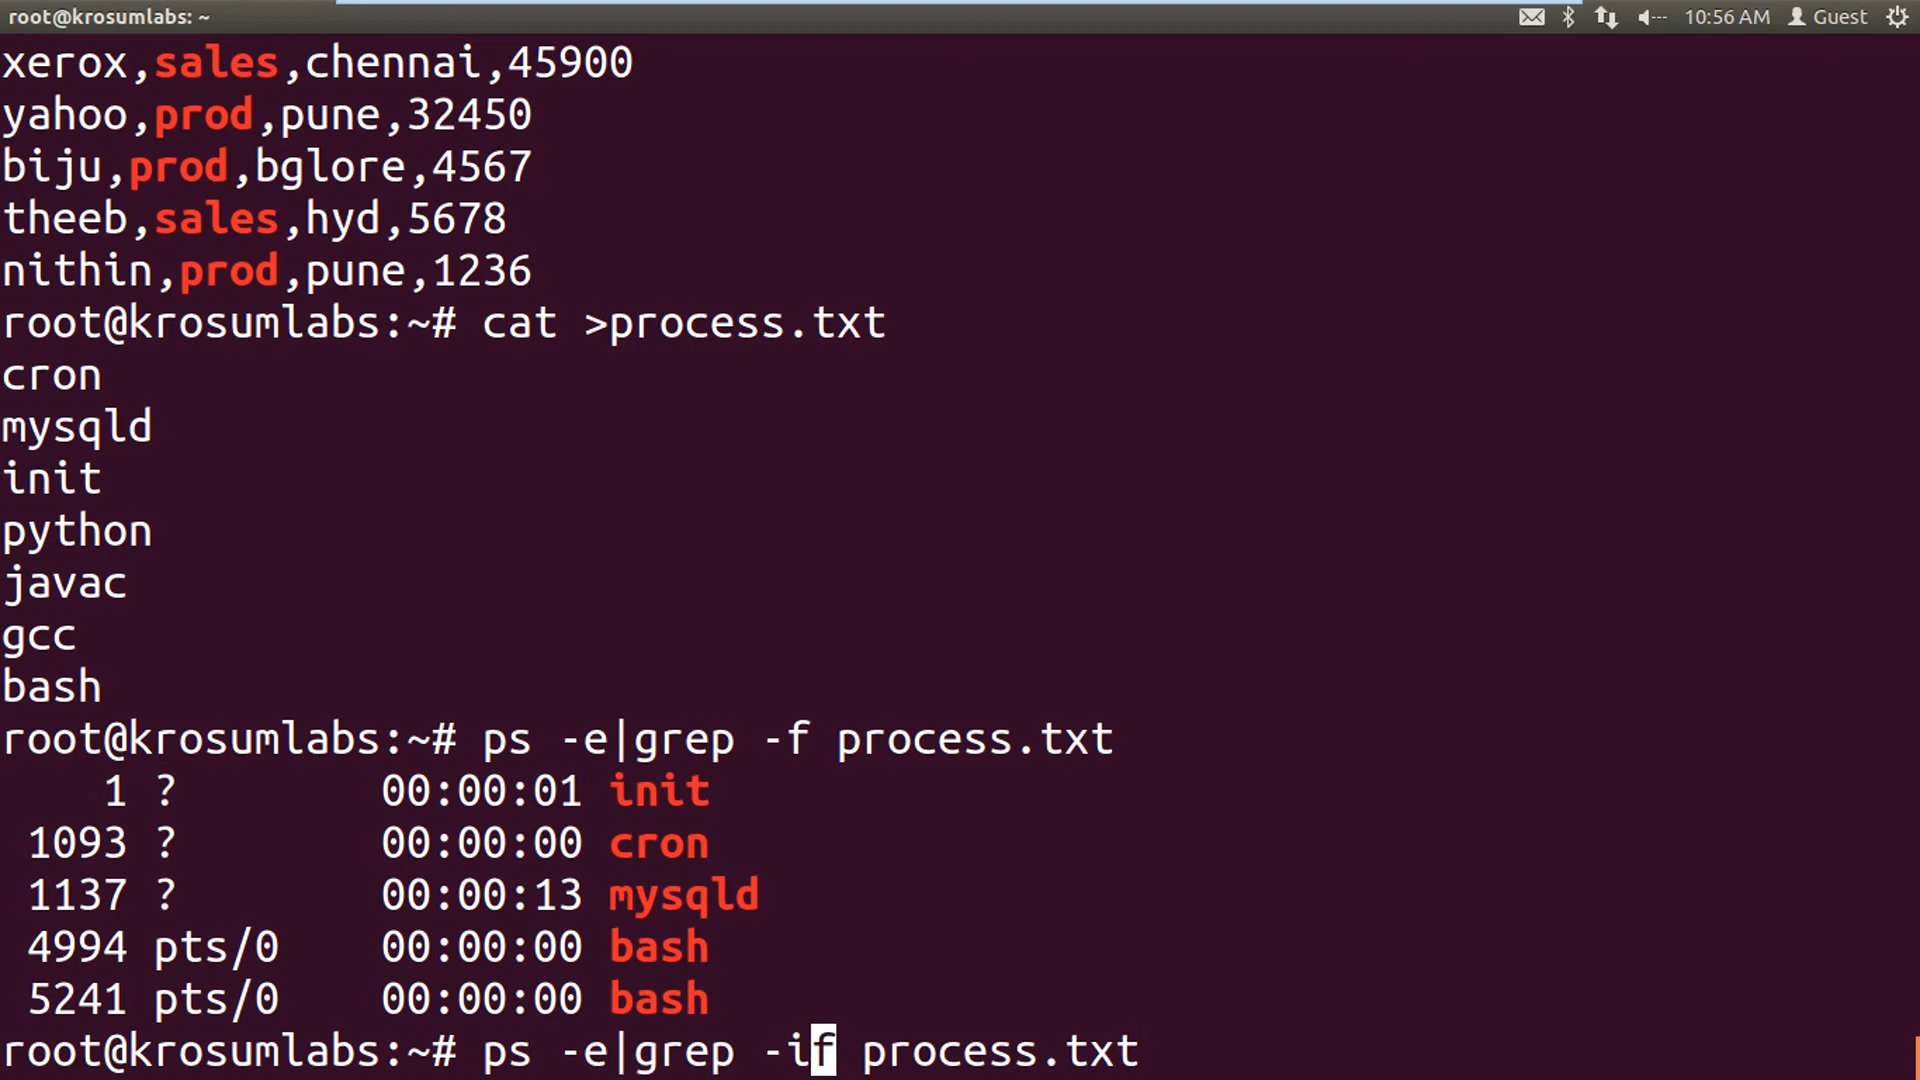 root@krosumlabs: ~
10:56 AM Guest
xerox,sales,chennai,45900
yahoo,prod,pune,32450
biju,prod,bglore,4567
theeb,sales,hyd,5678
nithin,prod,pune,1236
root@krosumlabs:~# cat >process.txt
cron
mysqld
init
python
javac
gcc
bash
root@krosumlabs:~# ps -e|grep -f process.txt
1 ? 00:00:01 init
1093 ? 00:00:00 cron
1137 ? 00:00:13 mysqld
4994 pts/0 00:00:00 bash
5241 pts/0 00:00:00 bash
root@krosumlabs:~# ps -e|grep -if process.txt